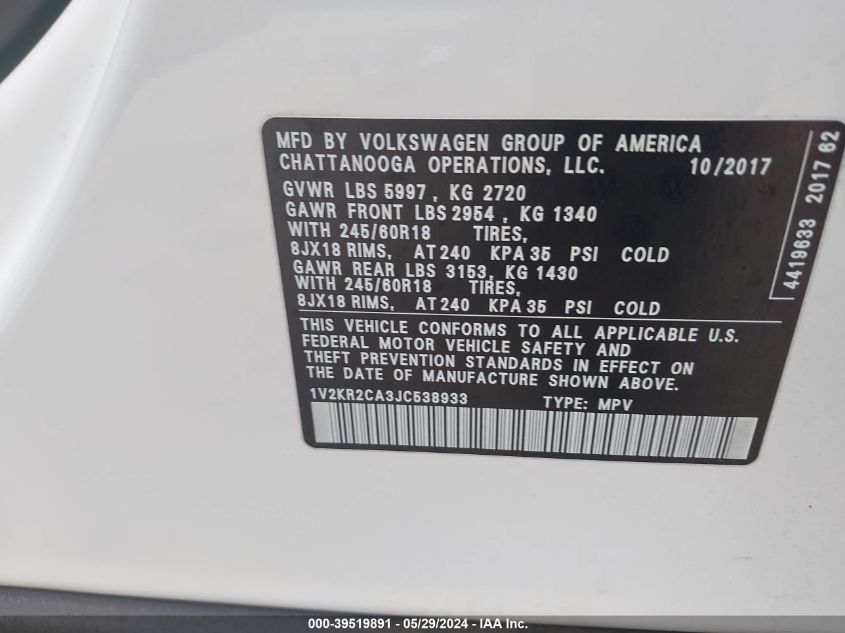 MFD BY VOLKSWAGEN GROUP OF AMERICA
CHATTANOOGA OPERATIONS, LLC. 10/2017
GVWR LBS 5997, KG 2720
GAWR FRONT LBS 2954, KG 1340
WITH 245/60R18 TIRES,
8JX18 RIMS, AT 240 KPA 35 PSI COLD
GAWR REAR LBS 3153, KG 1430
WITH 245/60R18 TIRES,
8JX18 RIMS, AT 240 KPA 35 PSI COLD
THIS VEHICLE CONFORMS TO ALL APPLICABLE U.S.
FEDERAL MOTOR VEHICLE SAFETY AND
THEFT PREVENTION STANDARDS IN EFFECT ON
THE DATE OF MANUFACTURE SHOWN ABOVE.
1V2KR2CA3JC538933 TYPE: MPV
4419633 2017 62
000-39519891 - 05/29/2024 - IAA Inc.